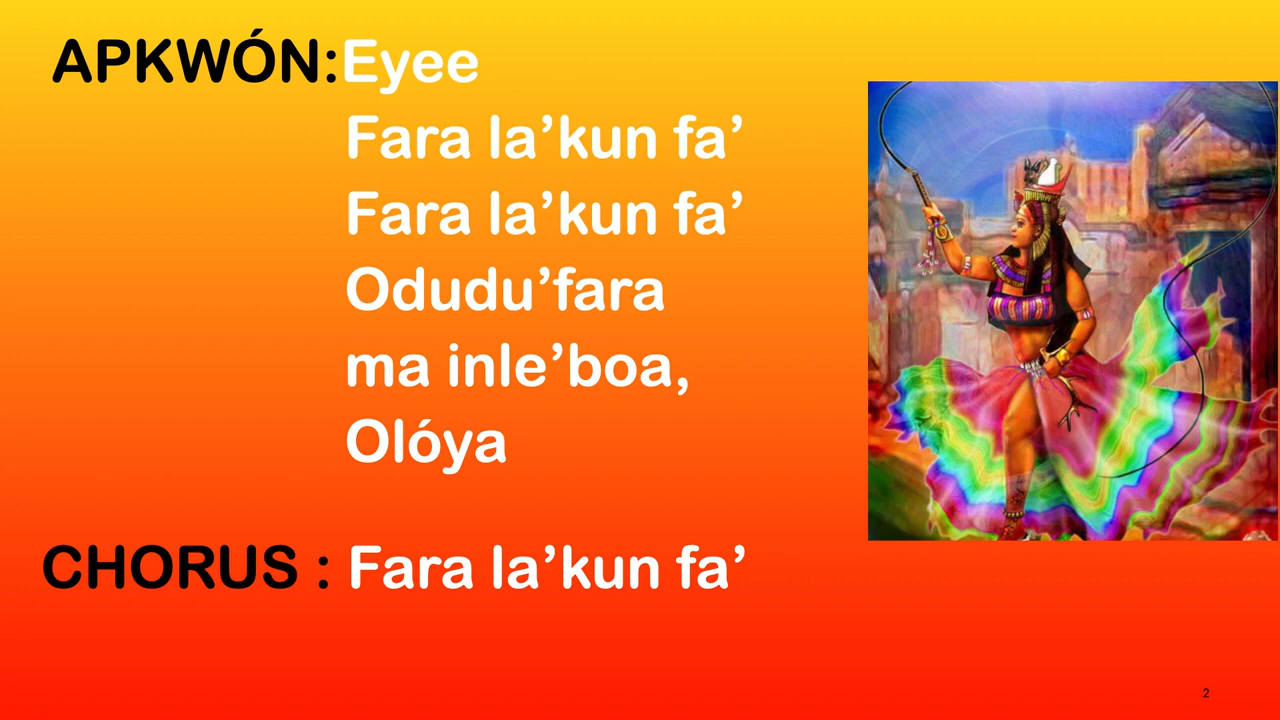 APKWÓN:Eyee
Fara la’kun fa’
Fara la’kun fa’
Odudu’fara
ma inle’boa,
Olóya
CHORUS : Fara la’kun fa’
2